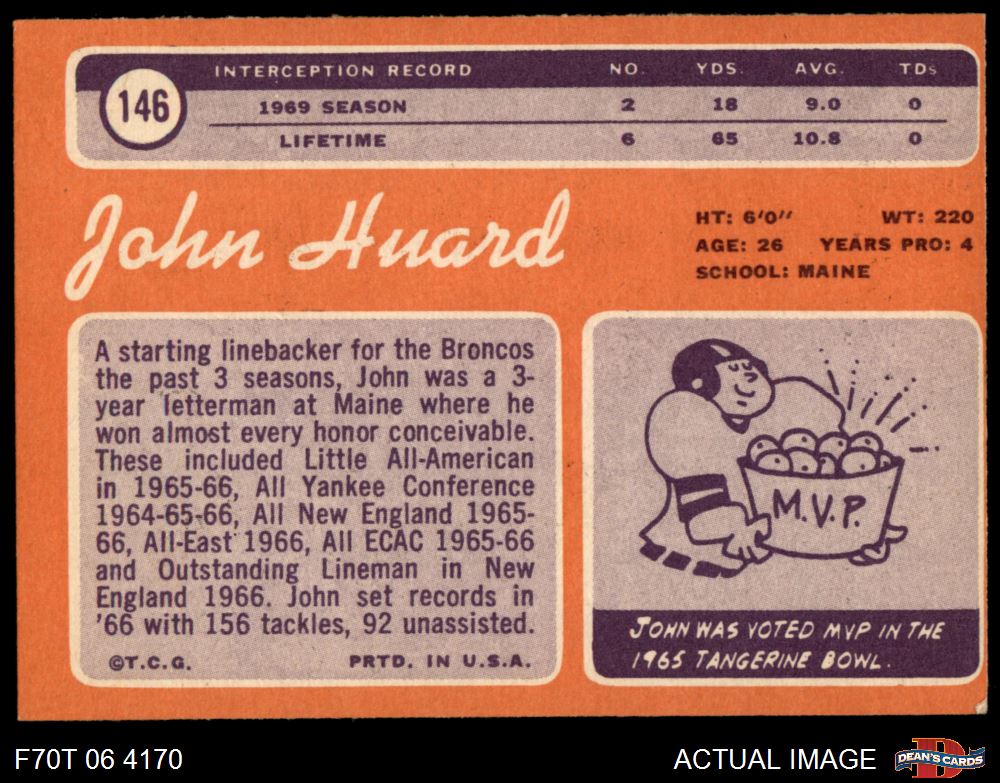 146
INTERCEPTION RECORD NO. YDS. AVG. TDs
1969 SEASON 2 18 9.0 0
LIFETIME 6 65 10.8 0
John Huard
HT: 6'0" WT: 220
AGE: 26 YEARS PRO: 4
SCHOOL: MAINE
A starting linebacker for the Broncos
the past 3 seasons, John was a 3-
year letterman at Maine where he
won almost every honor conceivable.
These included Little All-American
in 1965-66, All Yankee Conference
1964-65-66, All New England 1965-
66, All-East 1966, All ECAC 1965-66
and Outstanding Lineman in New
England 1966. John set records in
'66 with 156 tackles, 92 unassisted.
©T.C.G. PRTD. IN U.S.A.
M.V.P.
JOHN WAS VOTED MVP IN THE
1965 TANGERINE BOWL.
F70T 06 4170 ACTUAL IMAGE
DEAN'S CARDS